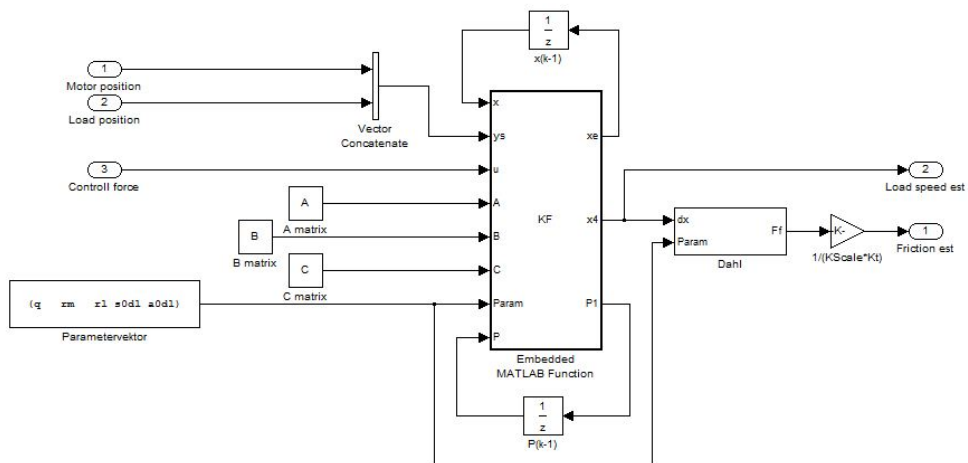 1
z
x(k-1)
1
Motor position
2
Load position
Vector
Concatenate
3
Controll force
A
A matrix
B
B matrix
C
C matrix
(q rm rl s0dl a0dl)
Parametervektor
x
ys
u
A
B
C
Param
P
KF
xe
x4
P1
Embedded
MATLAB Function
1
z
P(k-1)
dx
Param
Ff
Dahl
-K-
1/(KScale*Kt)
2
Load speed est
1
Friction est